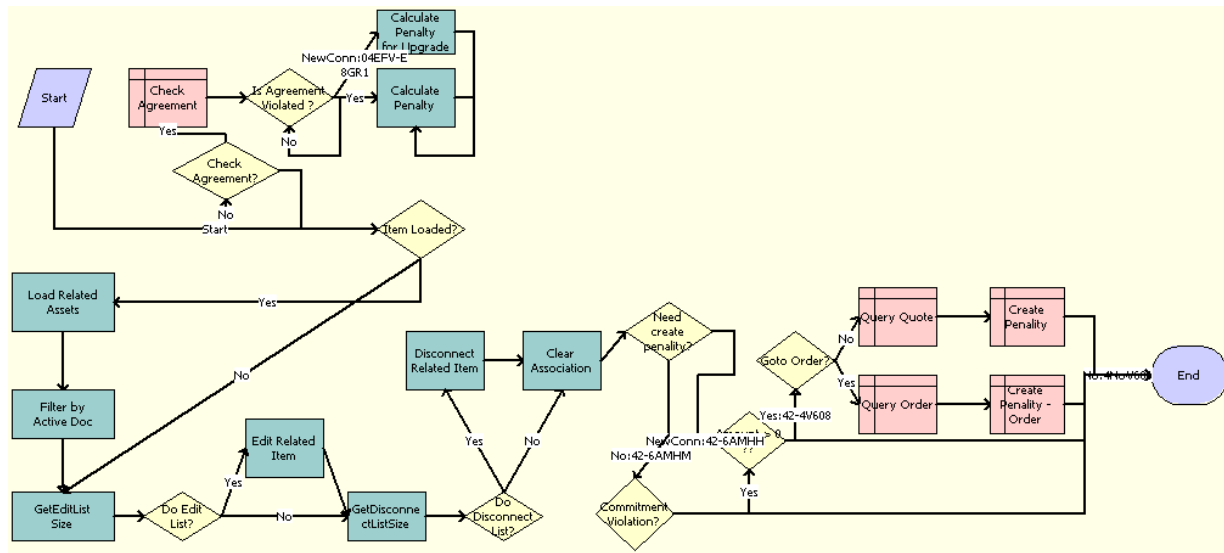 Calculate
Penalty
for Upgrade
NewConn:04EFV-E
8GR1
Start
Check
Agreement
Is Agreement
Violated ?
Yes
Calculate
Penalty
No
Yes
Check
Agreement?
No
Start
Item Loaded?
Load Related
Assets
Yes
No
Filter by
Active Doc
Disconnect
Related Item
Clear
Association
Need
create
penality?
Goto Order?
No
Yes
Query Quote
Create
Penality
Query Order
Create
Penality -
Order
End
Yes:42-4V608
Edit Related
Item
Yes
Yes
No
NewConn:42-6AMHH
No:42-6AMHM
> 0
?
GetEditList
Size
Do Edit
List?
No
GetDisconne
ctListSize
Do
Disconnect
List?
Commitment
Violation?
Yes